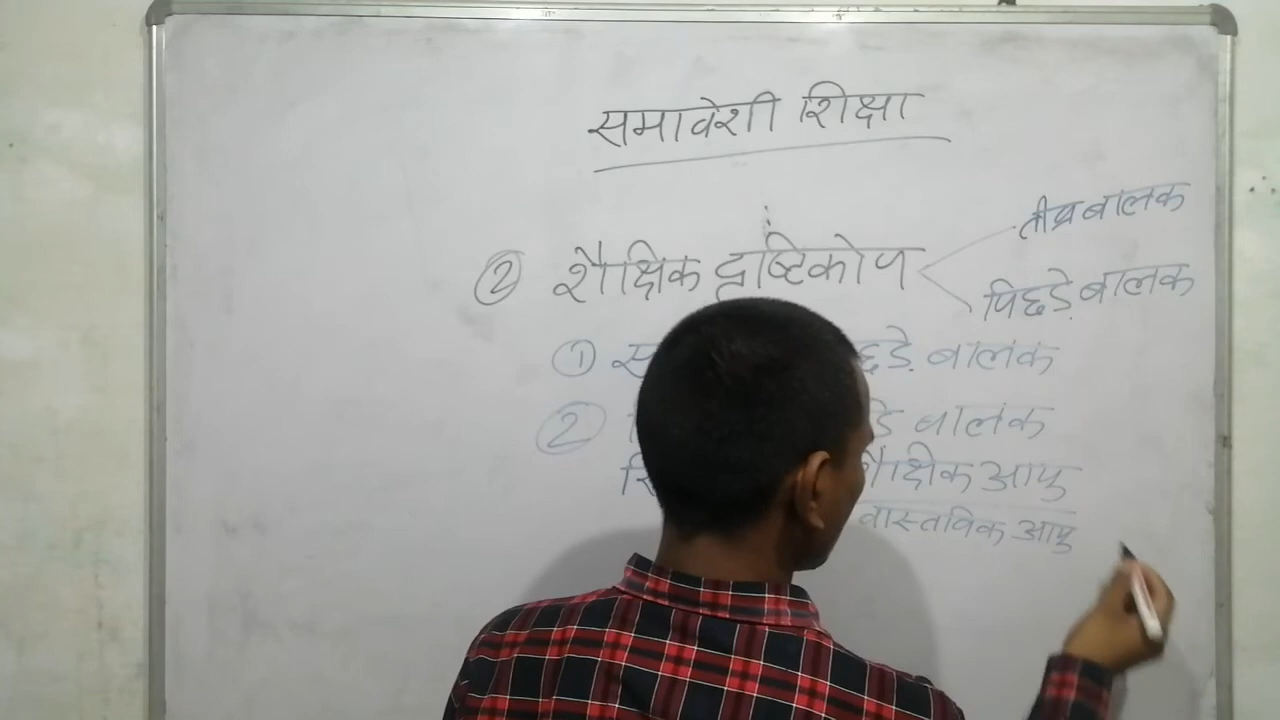 समावेशी शिक्षा
② शैक्षिक दृष्टिकोण
तीव्र बालक
पिछड़े बालक
① बालक
② बालक
शैक्षिक आयु
वास्तविक आयु